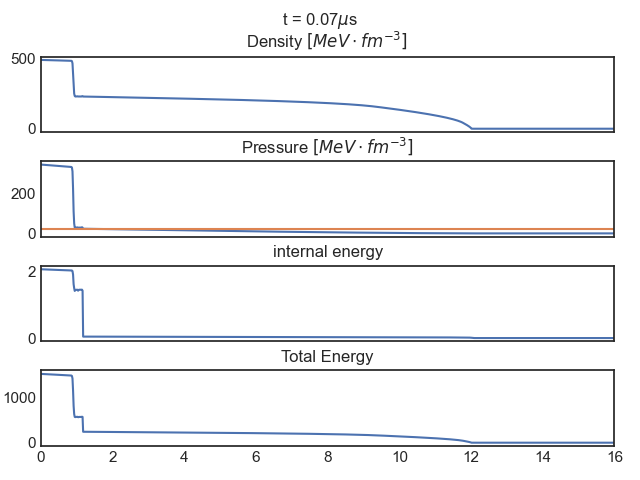 t = 0.07μs
Density [MeV · fm⁻³]
500
0
Pressure [MeV · fm⁻³]
200
0
internal energy
2
0
Total Energy
1000
0
0 2 4 6 8 10 12 14 16